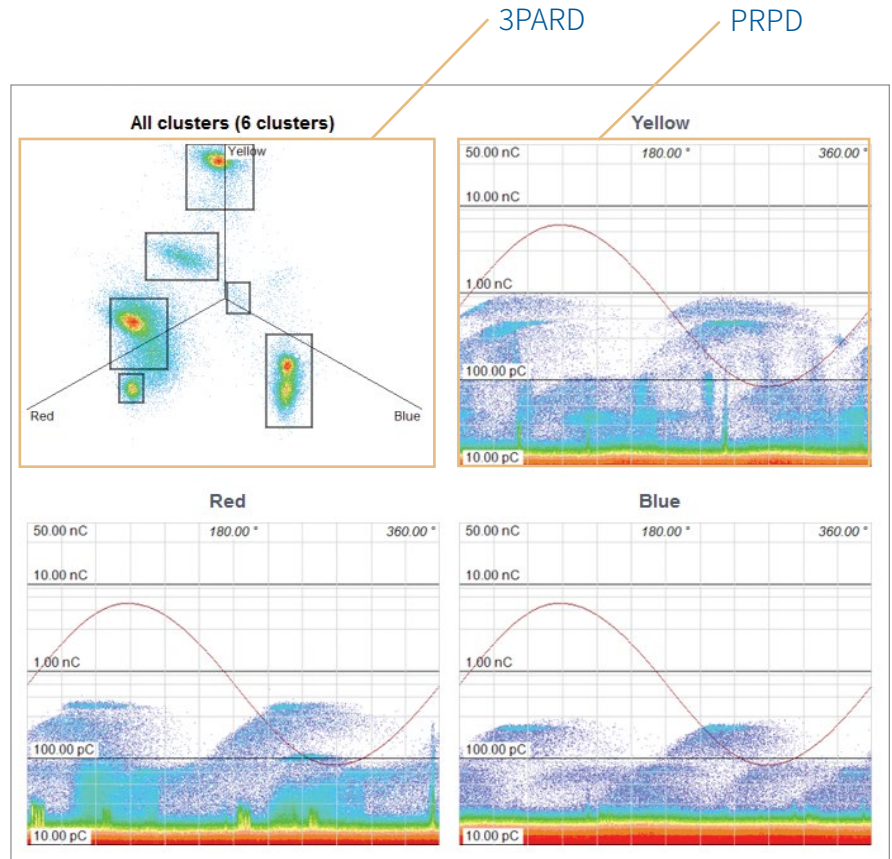 3PARD
PRPD
All clusters (6 clusters)
Yellow
Red
Blue
Yellow
50.00 nC
180.00 °
360.00 °
10.00 nC
1.00 nC
100.00 pC
10.00 pC
Red
50.00 nC
180.00 °
360.00 °
10.00 nC
1.00 nC
100.00 pC
10.00 pC
Blue
50.00 nC
180.00 °
360.00 °
10.00 nC
1.00 nC
100.00 pC
10.00 pC